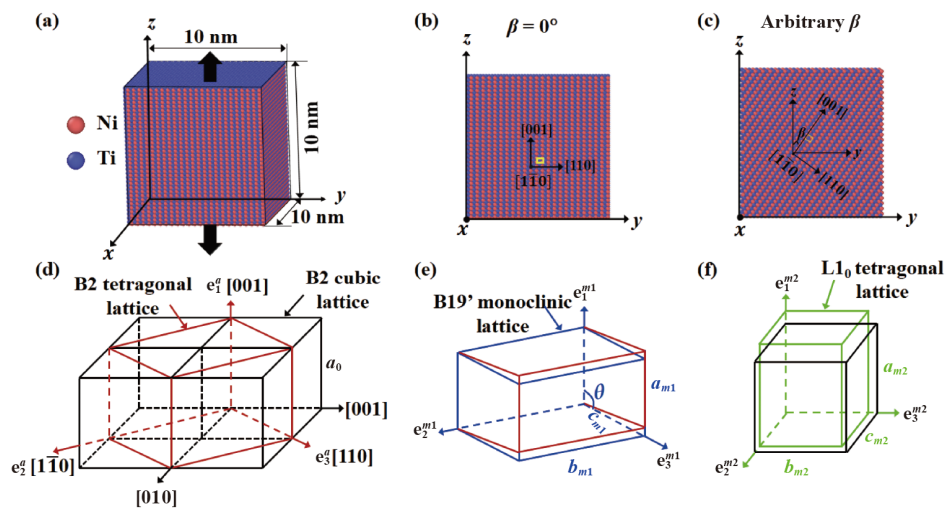 (a)
z
10 nm
10 nm
10 nm
Ni
Ti
y
x
(b)
β = 0°
z
[001]
[110]
[11̄0]
x
y
(c)
Arbitrary β
z
z
[001]
β
y
[11̄0]
[110]
x
y
(d)
B2 tetragonal
lattice
e₁ᵃ [001]
B2 cubic
lattice
a₀
[001]
e₂ᵃ [11̄0]
e₃ᵃ [110]
[010]
(e)
B19’ monoclinic
lattice
e₁ᵐ¹
aₘ₁
θ
cₘ₁
e₂ᵐ¹
bₘ₁
e₃ᵐ¹
(f)
L1₀ tetragonal
lattice
e₁ᵐ²
aₘ₂
e₃ᵐ²
cₘ₂
e₂ᵐ²
bₘ₂